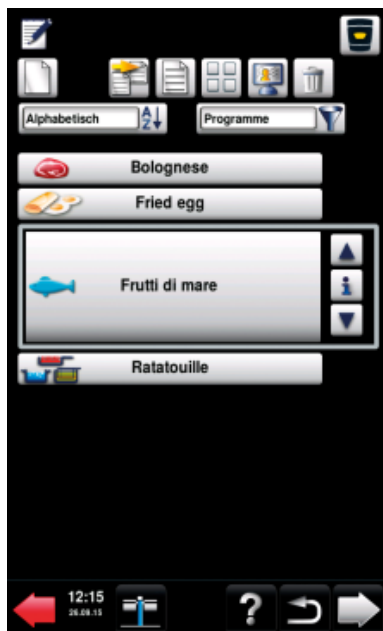 Alphabetisch A Z
Programme
Bolognese
Fried egg
Frutti di mare
i
Ratatouille
12:15
26.09.15
?